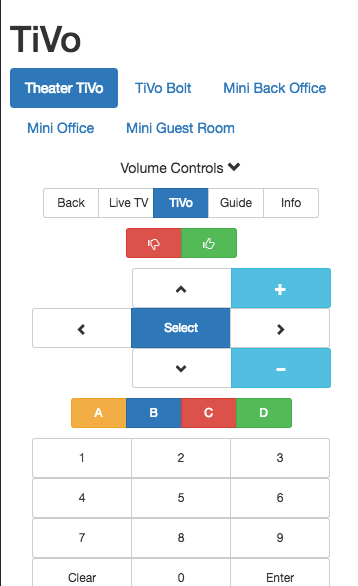 TiVo
Theater TiVo TiVo Bolt Mini Back Office
Mini Office Mini Guest Room
Volume Controls
Back Live TV TiVo Guide Info
+
Select
−
A B C D
1 2 3
4 5 6
7 8 9
Clear 0 Enter